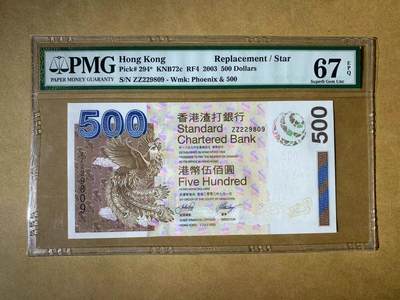 PMG
PAPER MONEY GUARANTY
Hong Kong Replacement / Star
Pick# 294* KNB72c RF4 2003 500 Dollars
S/N ZZ229809 - Wmk: Phoenix & 500
67 EPQ
Superb Gem Unc
500
香港渣打銀行
Standard
Chartered Bank
ZZ229809
港幣伍佰圓
Five Hundred
500